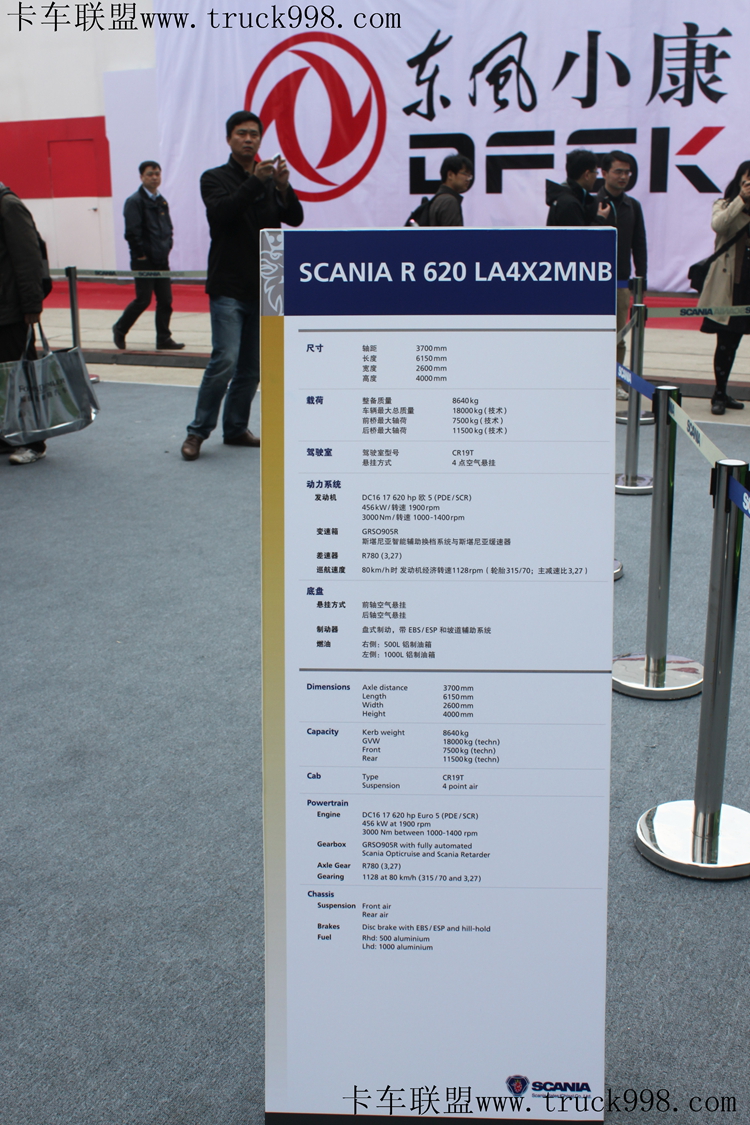 卡车联盟www.truck998.com
东风小康
DFSK
SCANIA R 620 LA4X2MNB
尺寸 轴距 3700mm
长度 6150mm
宽度 2600mm
高度 4000mm
载荷 整备质量 8640kg
车辆最大总质量 18000kg(技术)
前桥最大轴荷 7500kg(技术)
后桥最大轴荷 11500kg(技术)
驾驶室 驾驶室型号 CR19T
悬挂方式 4点空气悬挂
动力系统
发动机 DC16 17 620 hp 欧 5 (PDE/SCR)
456kW/转速 1900rpm
3000Nm/转速 1000-1400rpm
变速箱 GRSO905R
斯堪尼亚智能辅助换档系统与斯堪尼亚缓速器
差速器 R780 (3,27)
巡航速度 80km/h时 发动机经济转速1128rpm(轮胎315/70;主减速比3,27)
底盘
悬挂方式 前轴空气悬挂
后轴空气悬挂
制动器 盘式制动,带 EBS/ESP 和坡道辅助系统
燃油 右侧:500L 铝制油箱
左侧:1000L 铝制油箱
Dimensions Axle distance 3700mm
Length 6150mm
Width 2600mm
Height 4000mm
Capacity Kerb weight 8640kg
GVW 18000kg (techn)
Front 7500kg (techn)
Rear 11500kg (techn)
Cab Type CR19T
Suspension 4 point air
Powertrain
Engine DC16 17 620 hp Euro 5 (PDE/SCR)
456 kW at 1900 rpm
3000 Nm between 1000-1400 rpm
Gearbox GRSO905R with fully automated
Scania Opticruise and Scania Retarder
Axle Gear R780 (3,27)
Gearing 1128 at 80 km/h (315/70 and 3,27)
Chassis
Suspension Front air
Rear air
Brakes Disc brake with EBS/ESP and hill-hold
Fuel Rhd: 500 aluminium
Lhd: 1000 aluminium
SCANIA
卡车联盟www.truck998.com
SCANIA
SCANIA
SCANIA
SCANIA